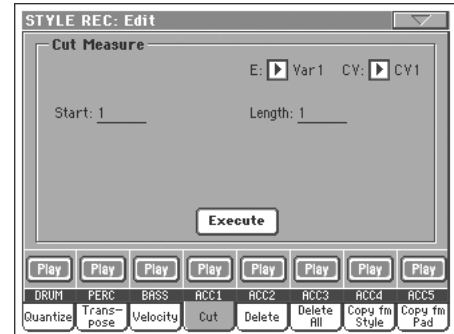 STYLE REC: Edit
Cut Measure
E: Var1 CV: CV1
Start: 1 Length: 1
Execute
Play Play Play Play Play Play Play Play
DRUM PERC BASS ACC1 ACC2 ACC3 ACC4 ACC5
Quantize Trans- Velocity Cut Delete Delete Copy fm Copy fm
pose All Style Pad